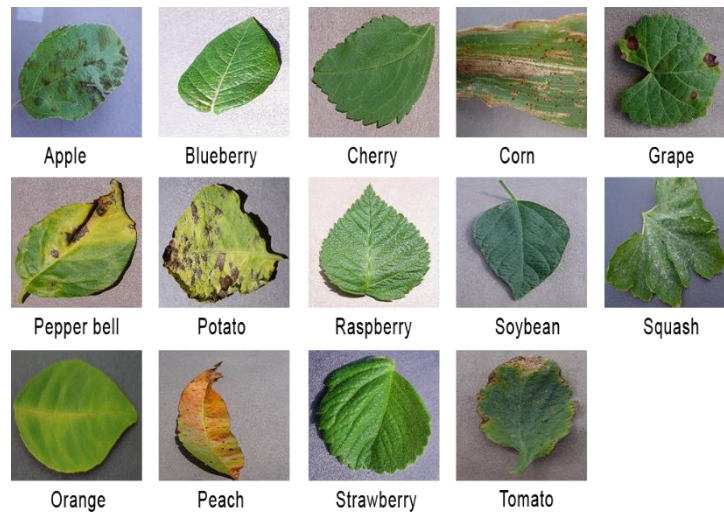 Apple Blueberry Cherry Corn Grape
Pepper bell Potato Raspberry Soybean Squash
Orange Peach Strawberry Tomato